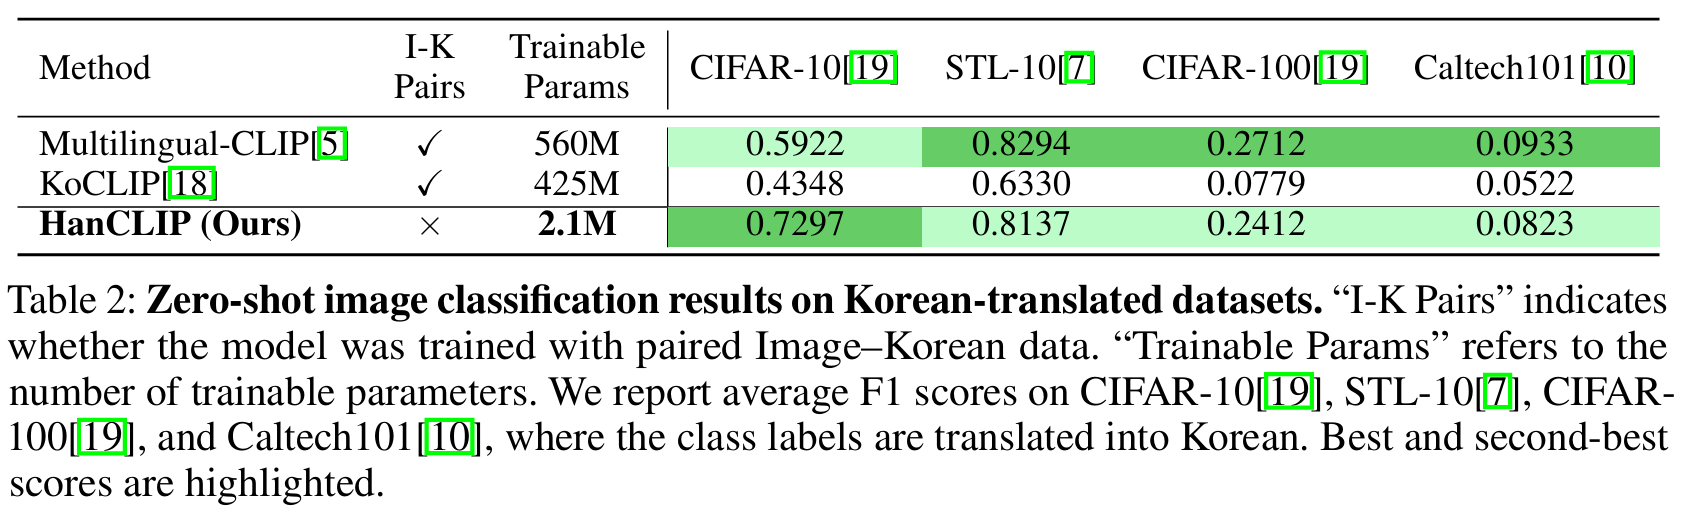 Method I-K Pairs Trainable Params CIFAR-10[19] STL-10[7] CIFAR-100[19] Caltech101[10]
Multilingual-CLIP[5] ✓ 560M 0.5922 0.8294 0.2712 0.0933
KoCLIP[18] ✓ 425M 0.4348 0.6330 0.0779 0.0522
HanCLIP (Ours) × 2.1M 0.7297 0.8137 0.2412 0.0823
Table 2: Zero-shot image classification results on Korean-translated datasets. “I-K Pairs” indicates
whether the model was trained with paired Image–Korean data. “Trainable Params” refers to the
number of trainable parameters. We report average F1 scores on CIFAR-10[19], STL-10[7], CIFAR-
100[19], and Caltech101[10], where the class labels are translated into Korean. Best and second-best
scores are highlighted.